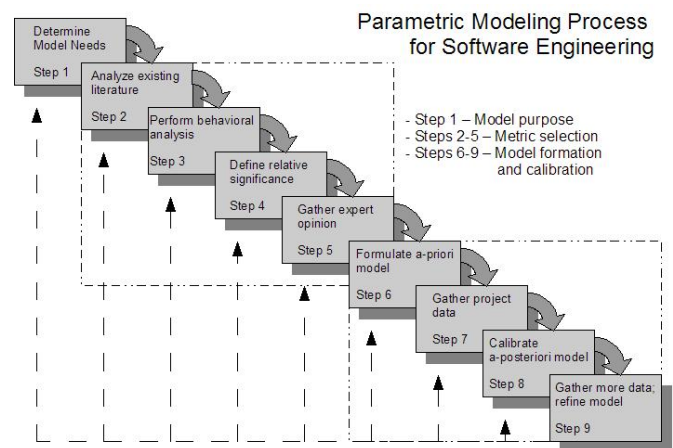 Parametric Modeling Process
for Software Engineering
Determine
Model Needs
Step 1
Analyze existing
literature
Step 2
Perform behavioral
analysis
Step 3
Define relative
significance
Step 4
Gather expert
opinion
Step 5
Formulate a-priori
model
Step 6
Gather project
data
Step 7
Calibrate
a-posteriori model
Step 8
Gather more data;
refine model
Step 9
- Step 1 – Model purpose
- Steps 2-5 – Metric selection
- Steps 6-9 – Model formation
and calibration